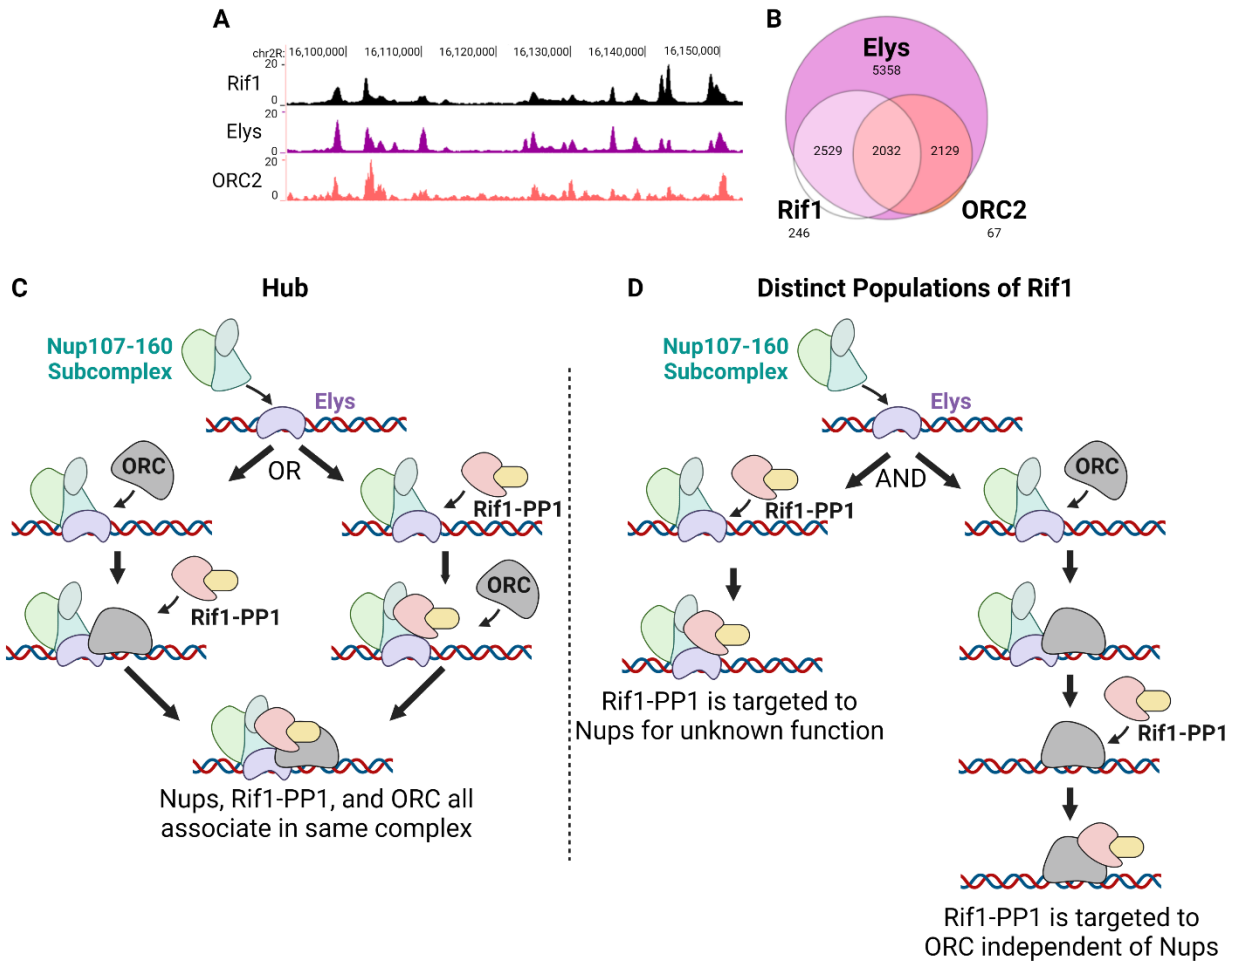 A
chr2R: 16,100,000| 16,110,000| 16,120,000| 16,130,000| 16,140,000| 16,150,000|
20
Rif1
0
20
Elys
0
20
ORC2
0
B
Elys
5358
2529 2032 2129
Rif1 ORC2
246 67
C Hub
Nup107-160
Subcomplex
Elys
ORC
OR
Rif1-PP1
ORC
Rif1-PP1
Nups, Rif1-PP1, and ORC all
associate in same complex
D Distinct Populations of Rif1
Nup107-160
Subcomplex
Elys
ORC
AND
Rif1-PP1
Rif1-PP1 is targeted to
Nups for unknown function
Rif1-PP1
Rif1-PP1 is targeted to
ORC independent of Nups